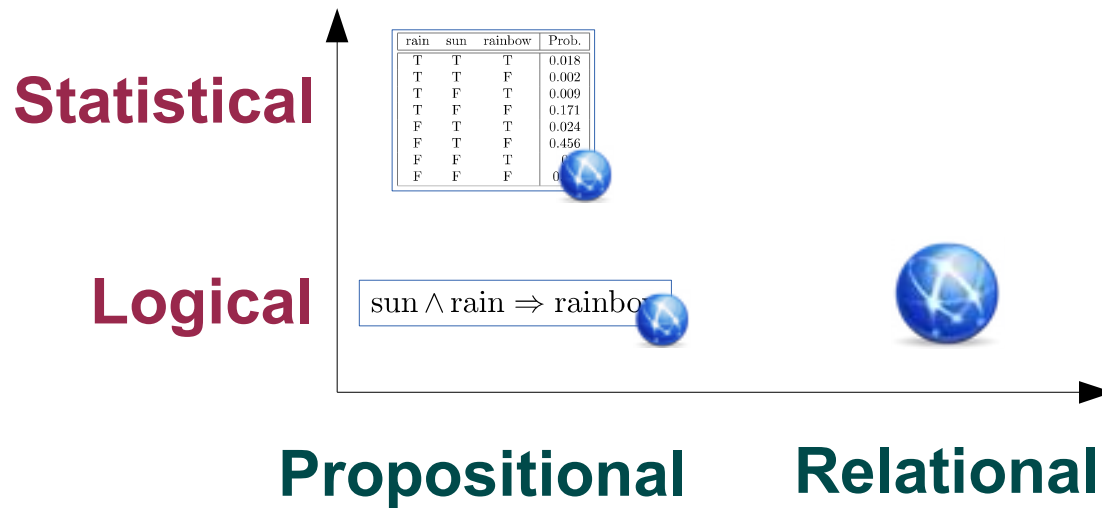 rain sun rainbow Prob.
T T T 0.018
T T F 0.002
T F T 0.009
T F F 0.171
F T T 0.024
F T F 0.456
F F T
F F F
Statistical
Logical
sun ∧ rain ⇒ rainbow
Propositional Relational